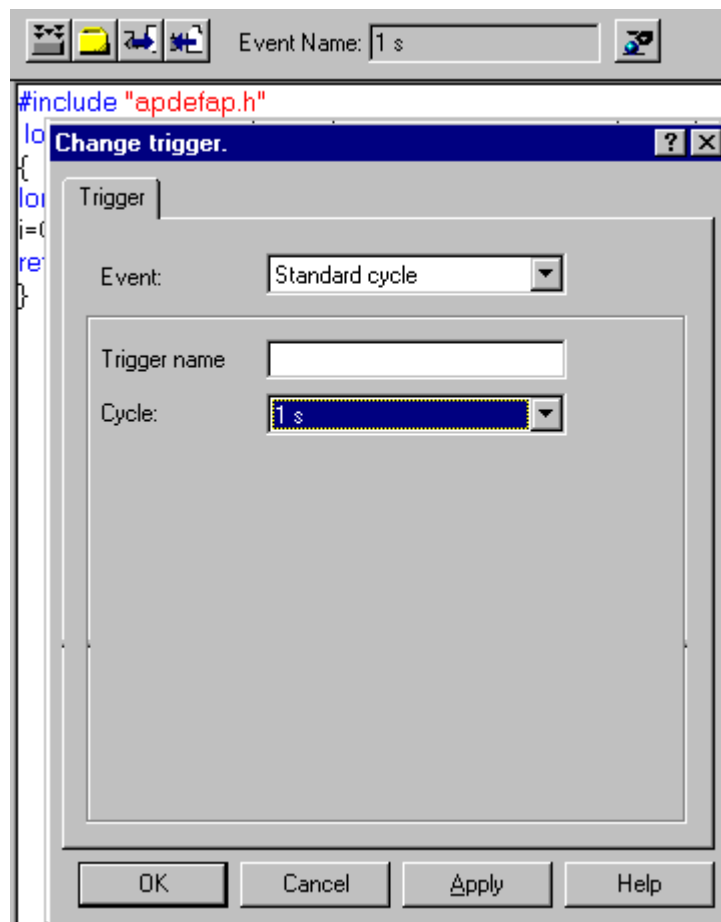 Event Name: 1 s
#include "apdefap.h"
Change trigger.
{
}
Trigger
Event: Standard cycle
Trigger name
Cycle: 1 s
OK Cancel Apply Help